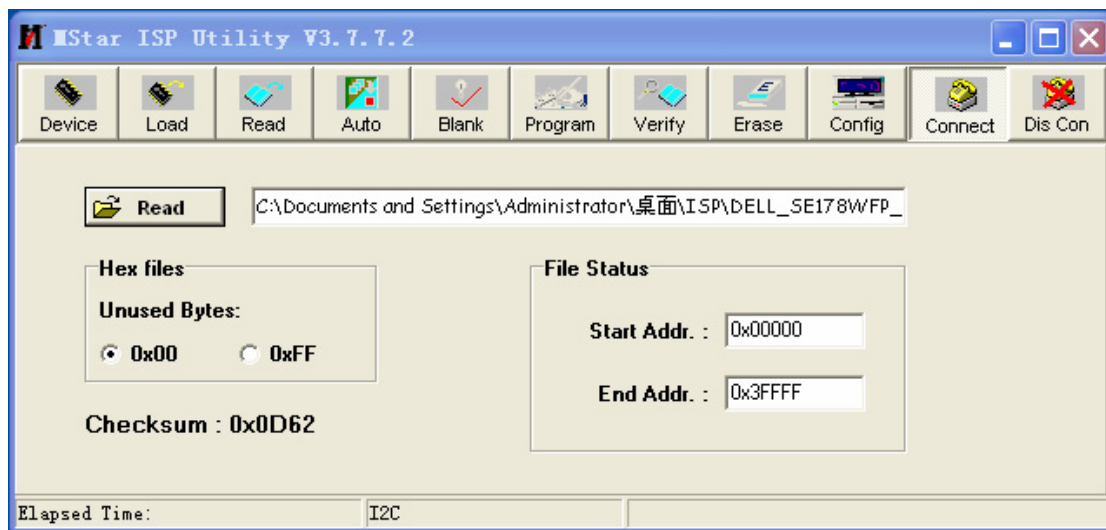 MStar ISP Utility V3.7.7.2
Device Load Read Auto Blank Program Verify Erase Config Connect Dis Con
Read C:\Documents and Settings\Administrator\桌面\ISP\DELL_SE178WFP_
Hex files
File Status
Unused Bytes:
Start Addr. : 0x00000
0x00 0xFF
End Addr. : 0x3FFFF
Checksum : 0x0D62
Elapsed Time: I2C